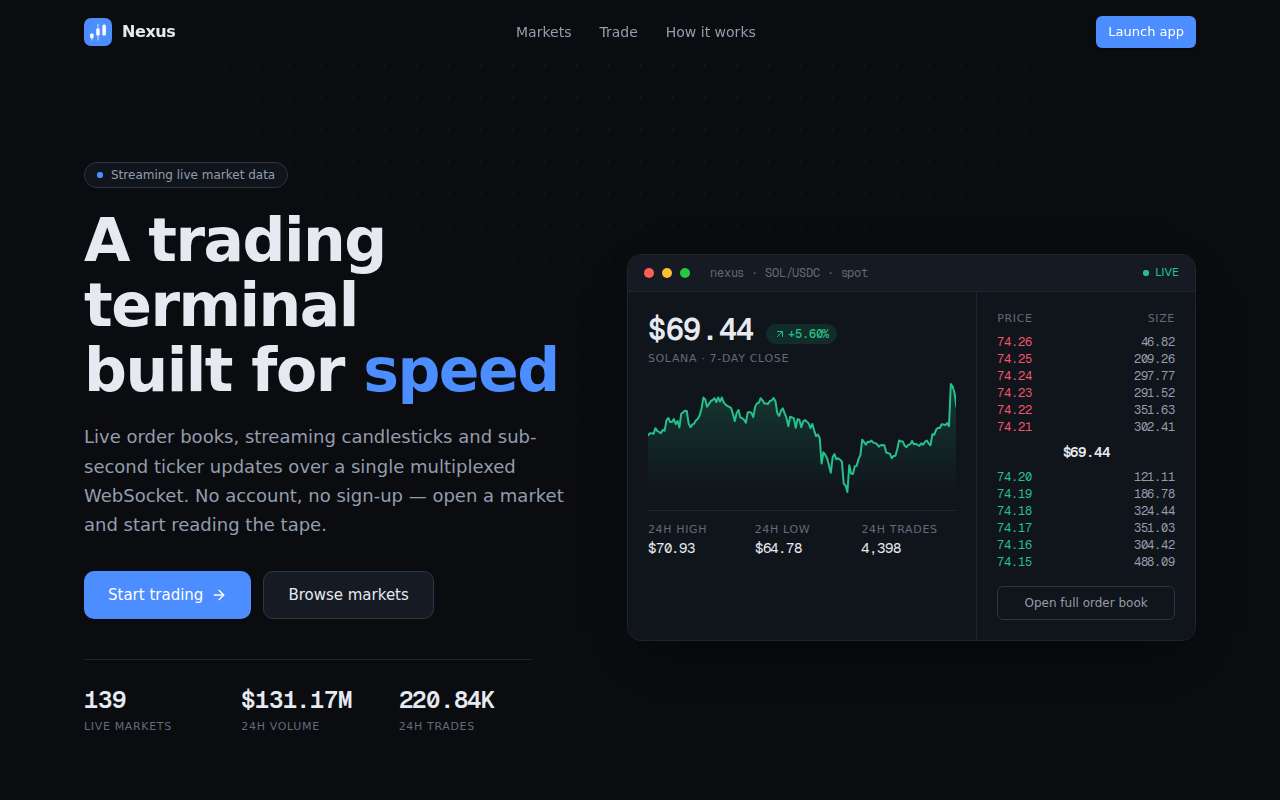 Nexus
Markets
Trade
How it works
Launch app
Streaming live market data
A trading
terminal
built for speed
Live order books, streaming candlesticks and sub-
second ticker updates over a single multiplexed
WebSocket. No account, no sign-up — open a market
and start reading the tape.
Start trading →
Browse markets
139
LIVE MARKETS
$131.17M
24H VOLUME
220.84K
24H TRADES
nexus · SOL/USDC · spot
LIVE
$69.44
+5.60%
SOLANA · 7-DAY CLOSE
24H HIGH
$70.93
24H LOW
$64.78
24H TRADES
4,398
PRICE SIZE
74.26 46.82
74.25 209.26
74.24 297.77
74.23 291.52
74.22 351.63
74.21 302.41
$69.44
74.20 121.11
74.19 186.78
74.18 324.44
74.17 351.03
74.16 304.42
74.15 488.09
Open full order book